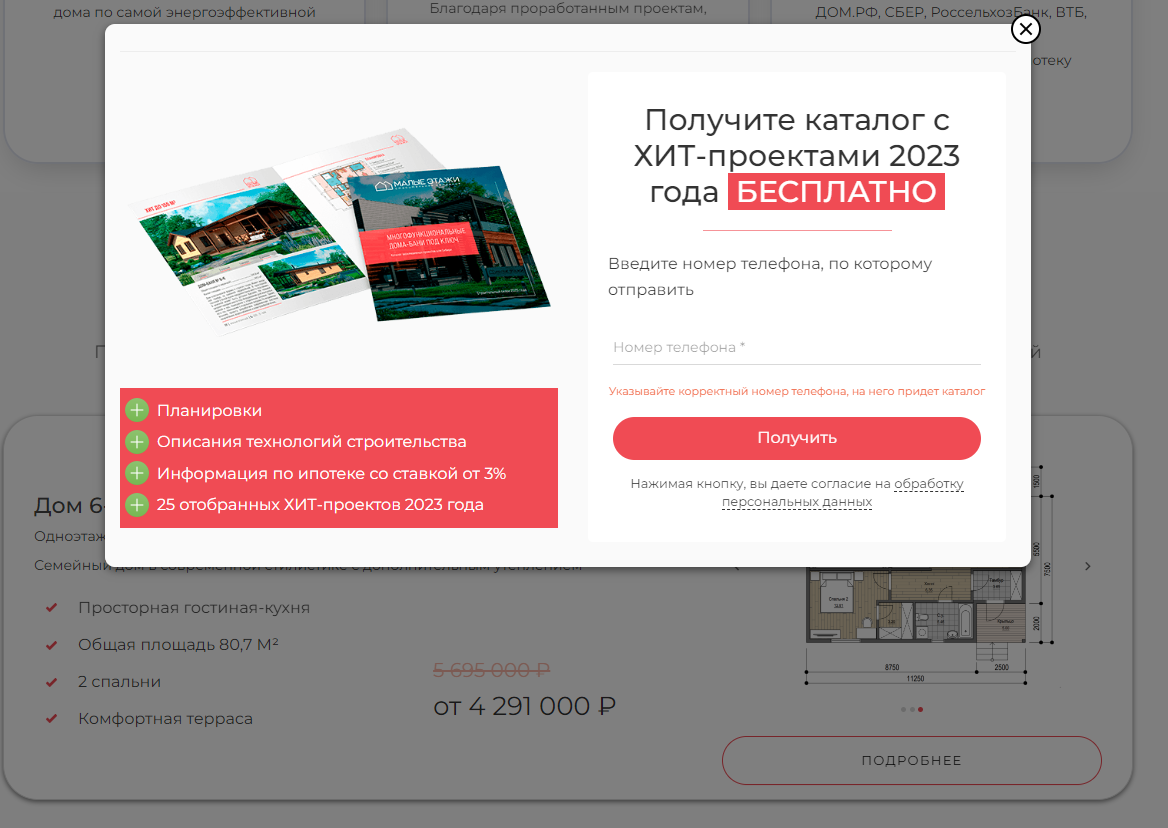 дома по самой энергоэффективной
Благодаря проработанным проектам,
ДОМ.РФ, СБЕР, РоссельхозБанк, ВТБ,
отеку
Получите каталог с
ХИТ-проектами 2023
года БЕСПЛАТНО
МАЛЫЕ ЭТАЖИ
МНОГОФУНКЦИОНАЛЬНЫЕ
ДОМА-БАНИ ПОД КЛЮЧ
Введите номер телефона, по которому
отправить
Номер телефона *
Указывайте корректный номер телефона, на него придет каталог
Получить
Нажимая кнопку, вы даете согласие на обработку
персональных данных
Планировки
Описания технологий строительства
Информация по ипотеке со ставкой от 3%
25 отобранных ХИТ-проектов 2023 года
Дом 6-
Одноэтаж
Семейный дом в современной стилистике с дополнительным утеплением
Просторная гостиная-кухня
Общая площадь 80,7 М²
2 спальни
Комфортная терраса
5 695 000 ₽
от 4 291 000 ₽
1500
5500
7500
2000
8750
2500
11250
ПОДРОБНЕЕ